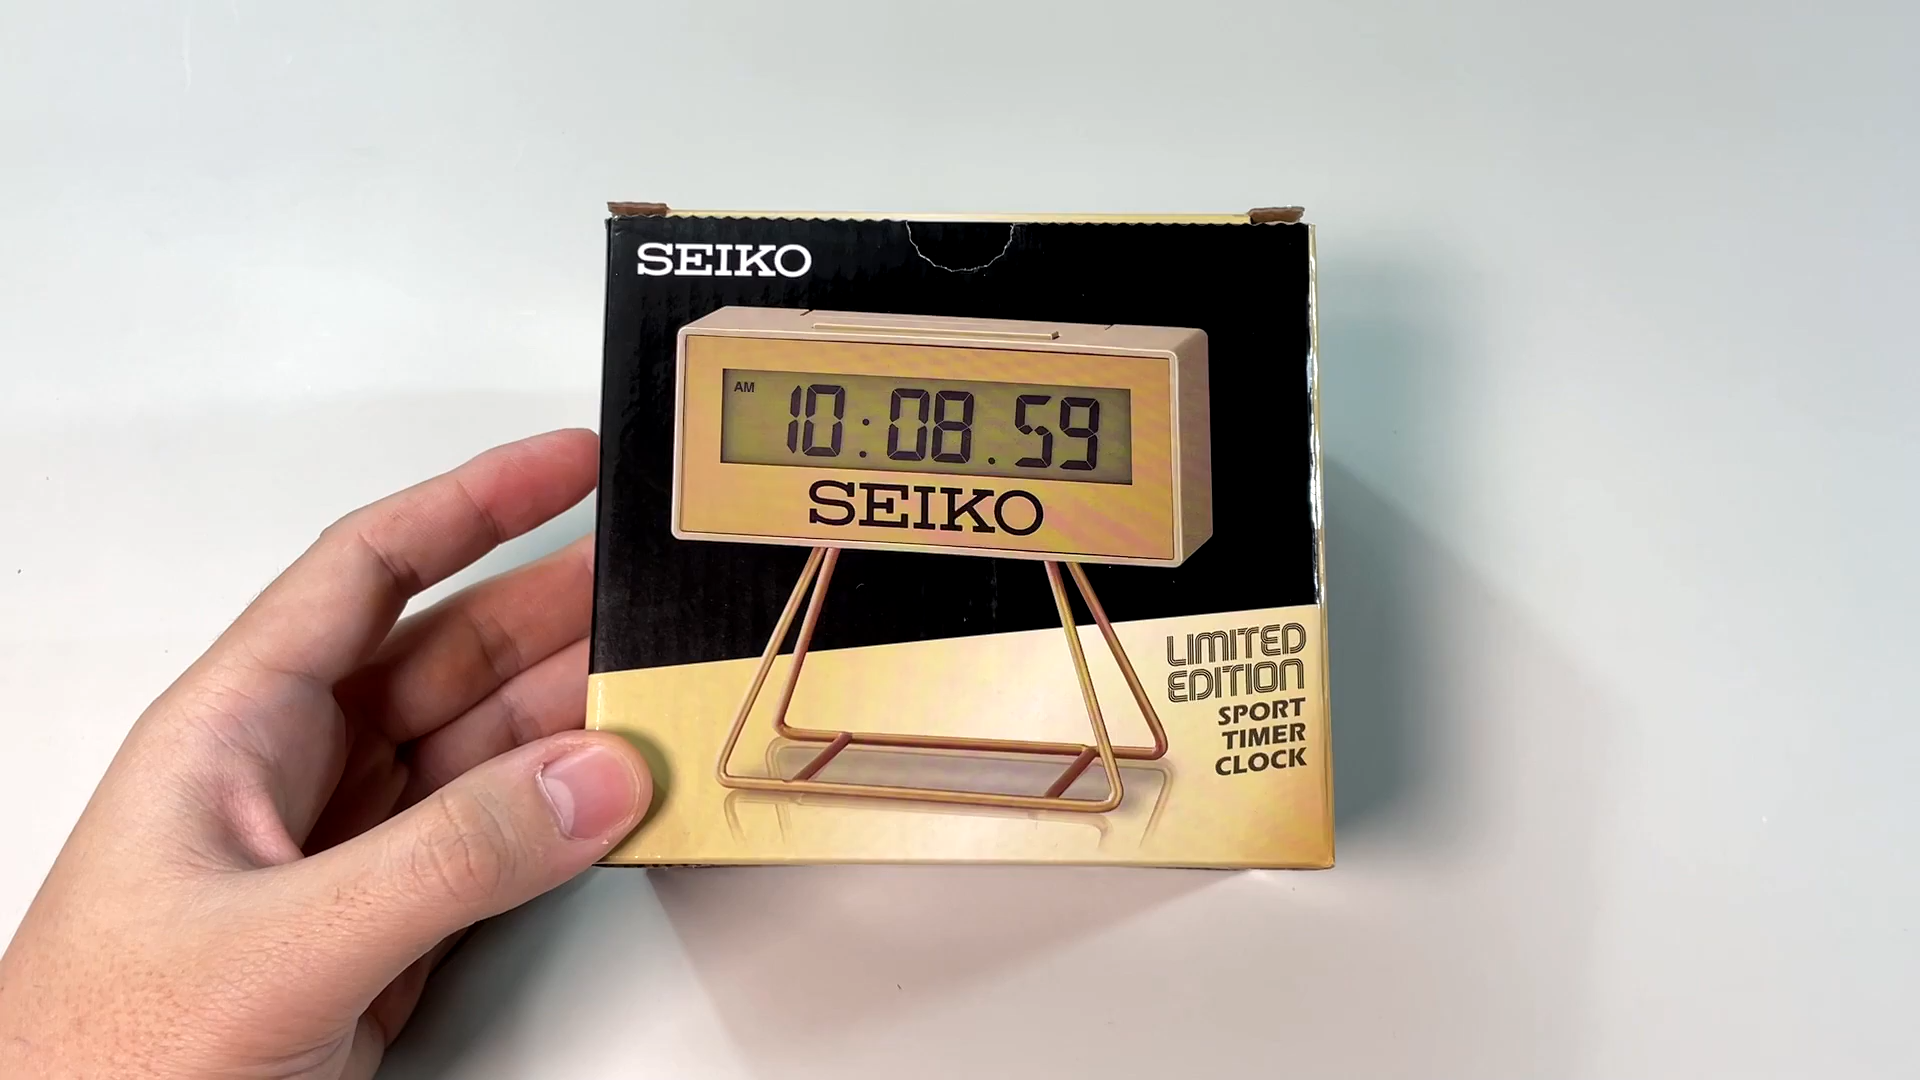 SEIKO
AM 10:08.59
SEIKO
LIMITED
EDITION
SPORT
TIMER
CLOCK